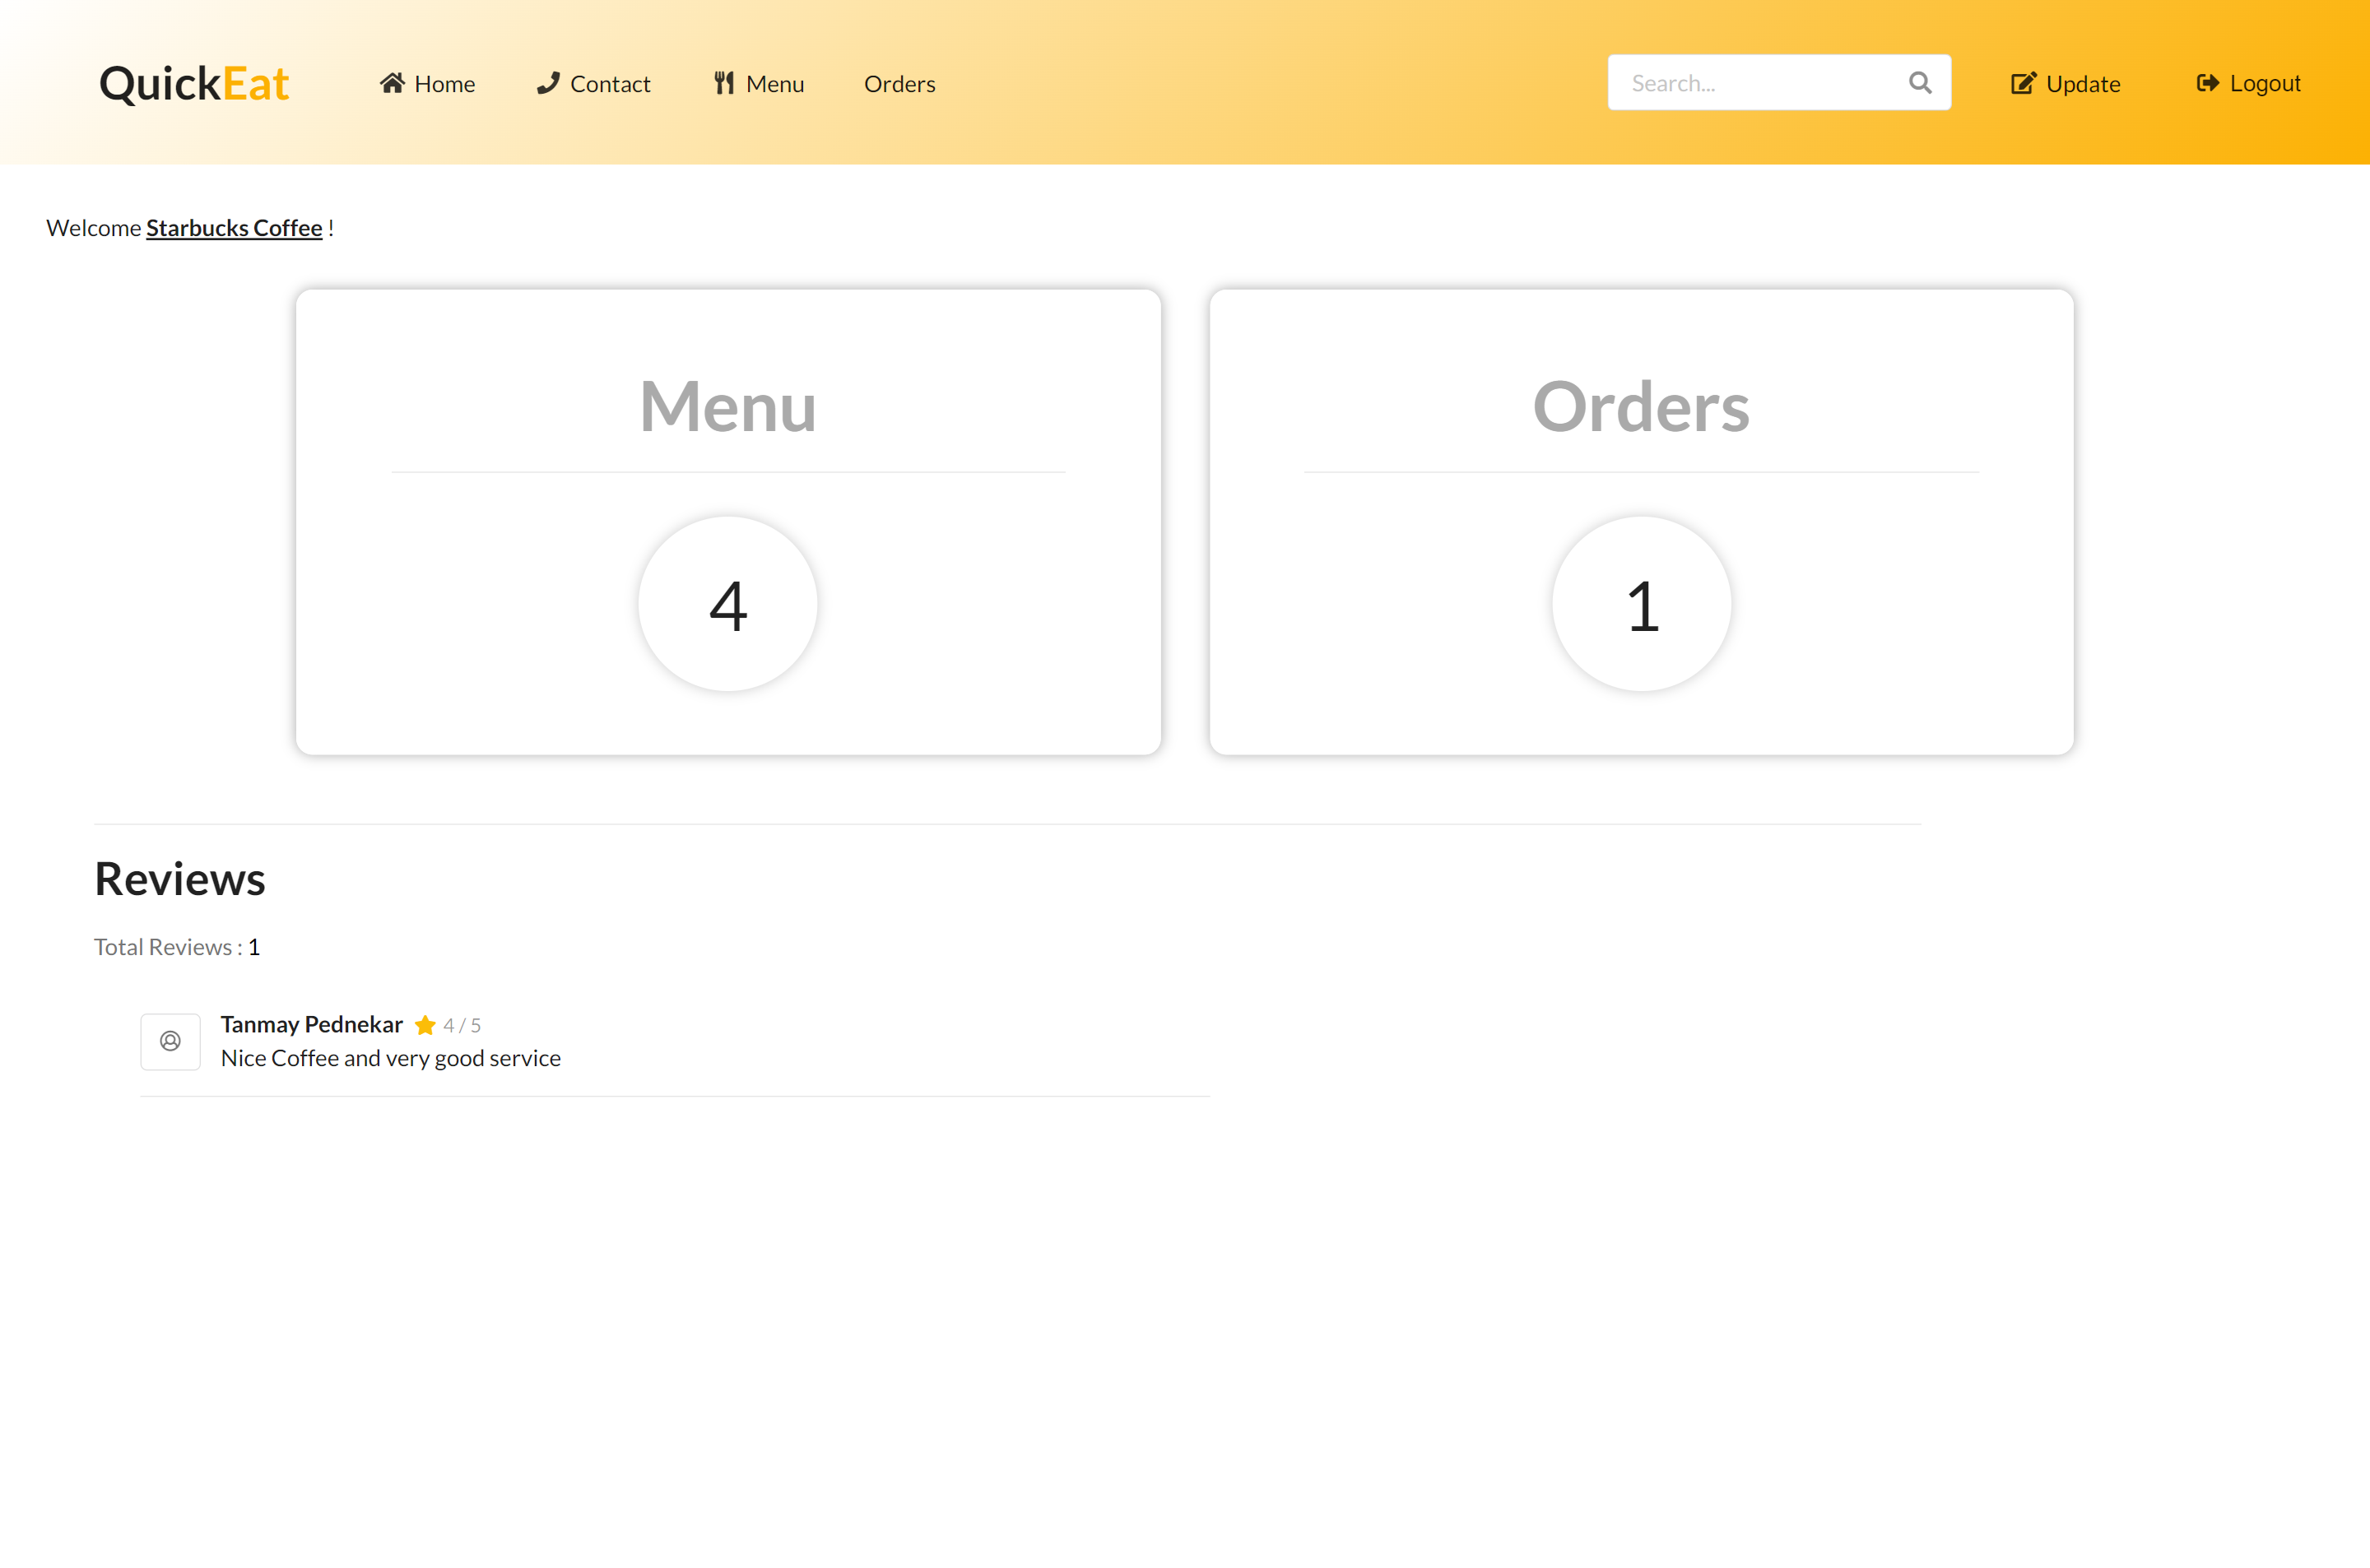 QuickEat Home Contact Menu Orders Search... Update Logout
Welcome Starbucks Coffee !
Menu
4
Orders
1
Reviews
Total Reviews : 1
Tanmay Pednekar 4 / 5
Nice Coffee and very good service